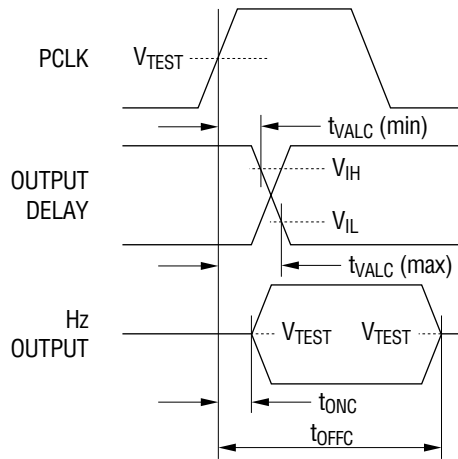 PCLK
VTEST
tVALC (min)
OUTPUT
DELAY
VIH
VIL
tVALC (max)
Hz
OUTPUT
VTEST VTEST
tONC
tOFFC